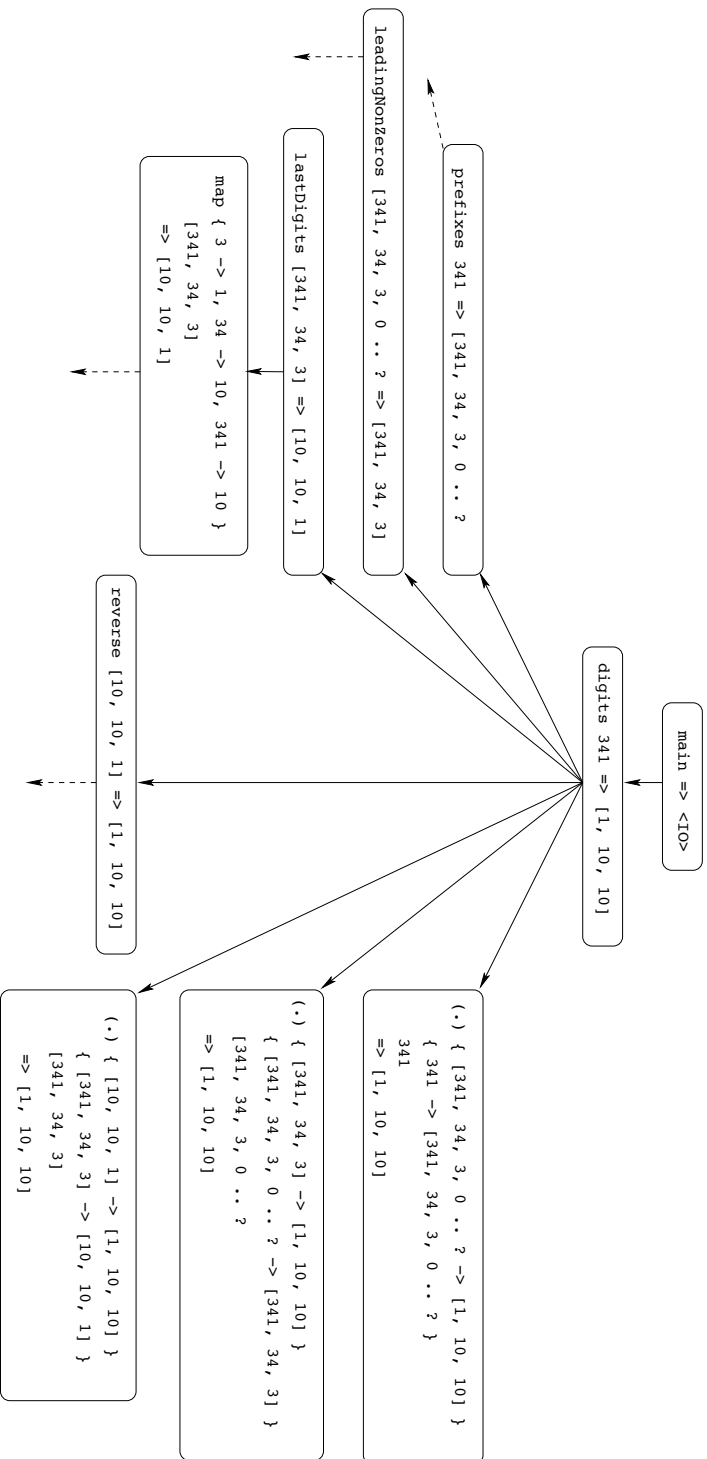 main => <IO>
digits 341 => [1, 10, 10]
prefixes 341 => [341, 34, 3, 0 .. ?
leadingNonZeros [341, 34, 3, 0 .. ? => [341, 34, 3]
lastDigits [341, 34, 3] => [10, 10, 1]
map { 3 -> 1, 34 -> 10, 341 -> 10 }
[341, 34, 3]
=> [10, 10, 1]
reverse [10, 10, 1] => [1, 10, 10]
(.) { [341, 34, 3, 0 .. ? -> [1, 10, 10] }
{ 341 -> [341, 34, 3, 0 .. ? }
341
=> [1, 10, 10]
(.) { [341, 34, 3] -> [1, 10, 10] }
{ [341, 34, 3, 0 .. ? -> [341, 34, 3] }
[341, 34, 3, 0 .. ?
=> [1, 10, 10]
(.) { [10, 10, 1] -> [1, 10, 10] }
{ [341, 34, 3] -> [10, 10, 1] }
[341, 34, 3]
=> [1, 10, 10]